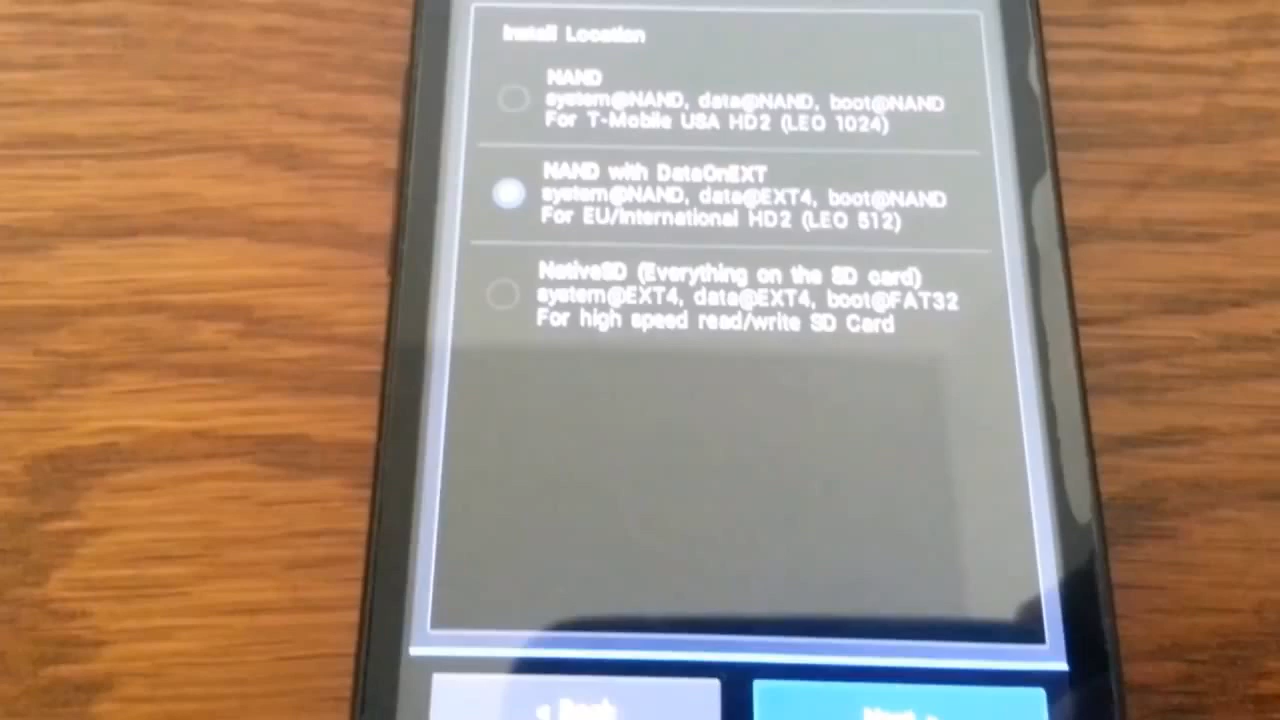 Install Location
NAND
system@NAND, data@NAND, boot@NAND
For T-Mobile USA HD2 (LEO 1024)
NAND with DataOnEXT
system@NAND, data@EXT4, boot@NAND
For EU/International HD2 (LEO 512)
NativeSD (Everything on the SD card)
system@EXT4, data@EXT4, boot@FAT32
For high speed read/write SD Card
Back
Next